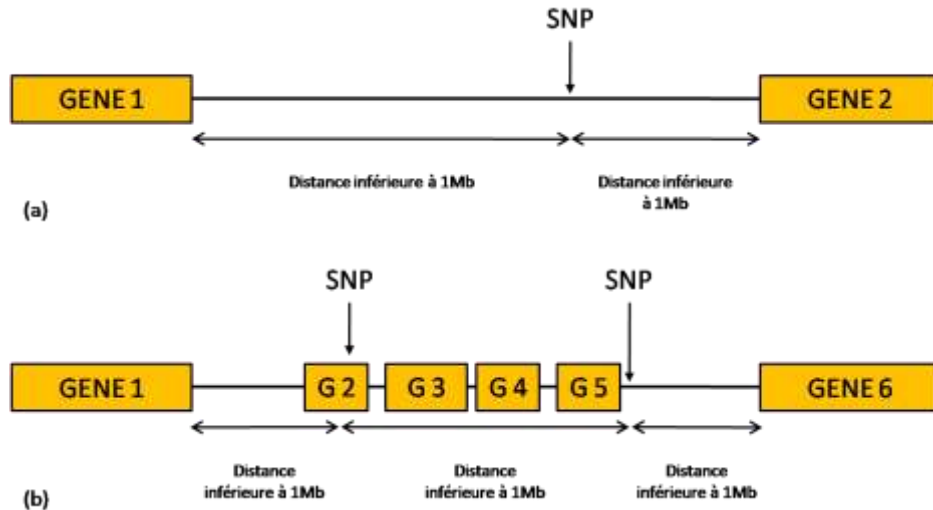 SNP
GENE 1
GENE 2
Distance inférieure à 1Mb
Distance inférieure
à 1Mb
(a)
SNP
SNP
GENE 1
G 2
G 3
G 4
G 5
GENE 6
Distance
inférieure à 1Mb
Distance
inférieure à 1Mb
Distance
inférieure à 1Mb
(b)